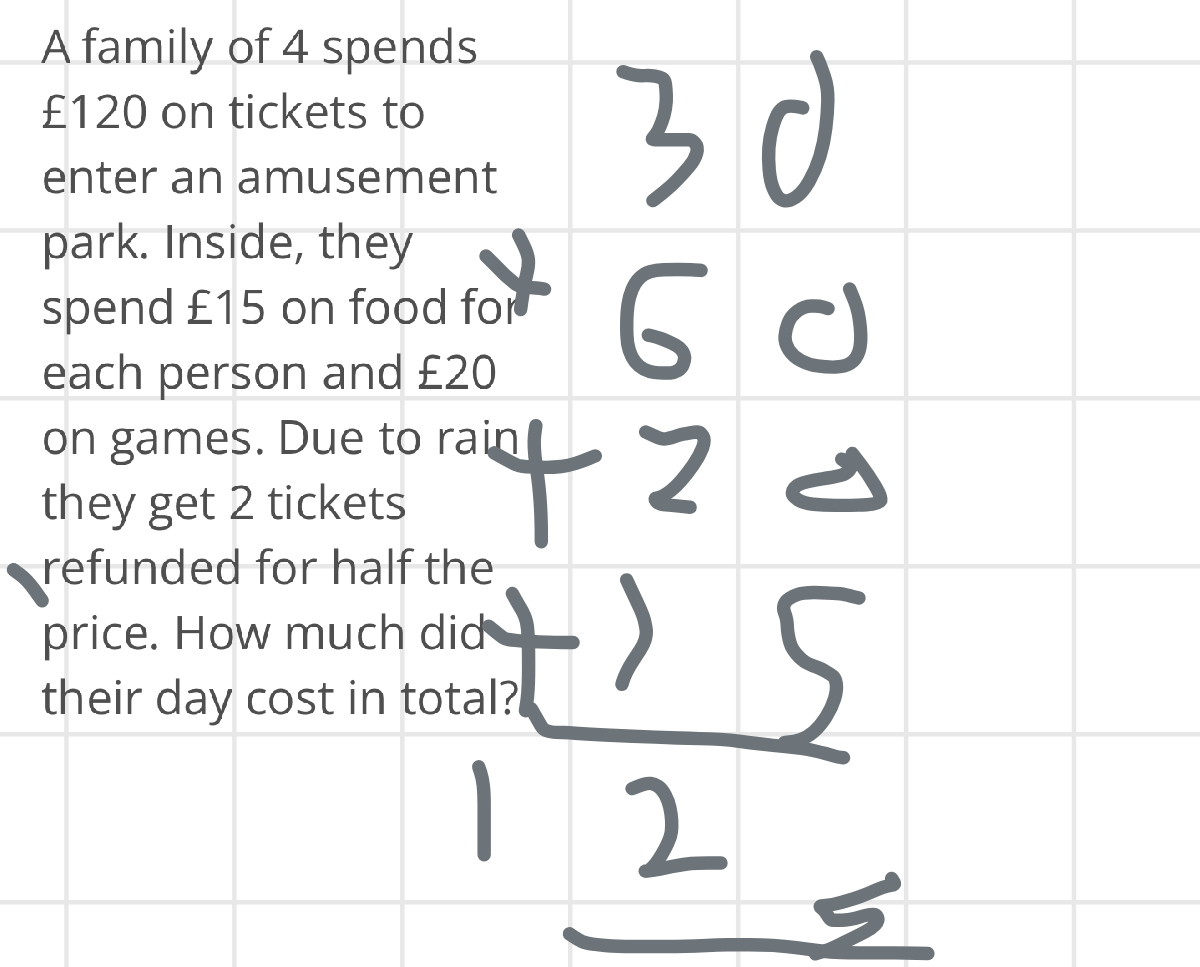 A family of 4 spends
£120 on tickets to
enter an amusement
park. Inside, they
spend £15 on food for
each person and £20
on games. Due to rain
they get 2 tickets
refunded for half the
price. How much did
their day cost in total?
30
+ 60
+ 20
+ 15
12 5